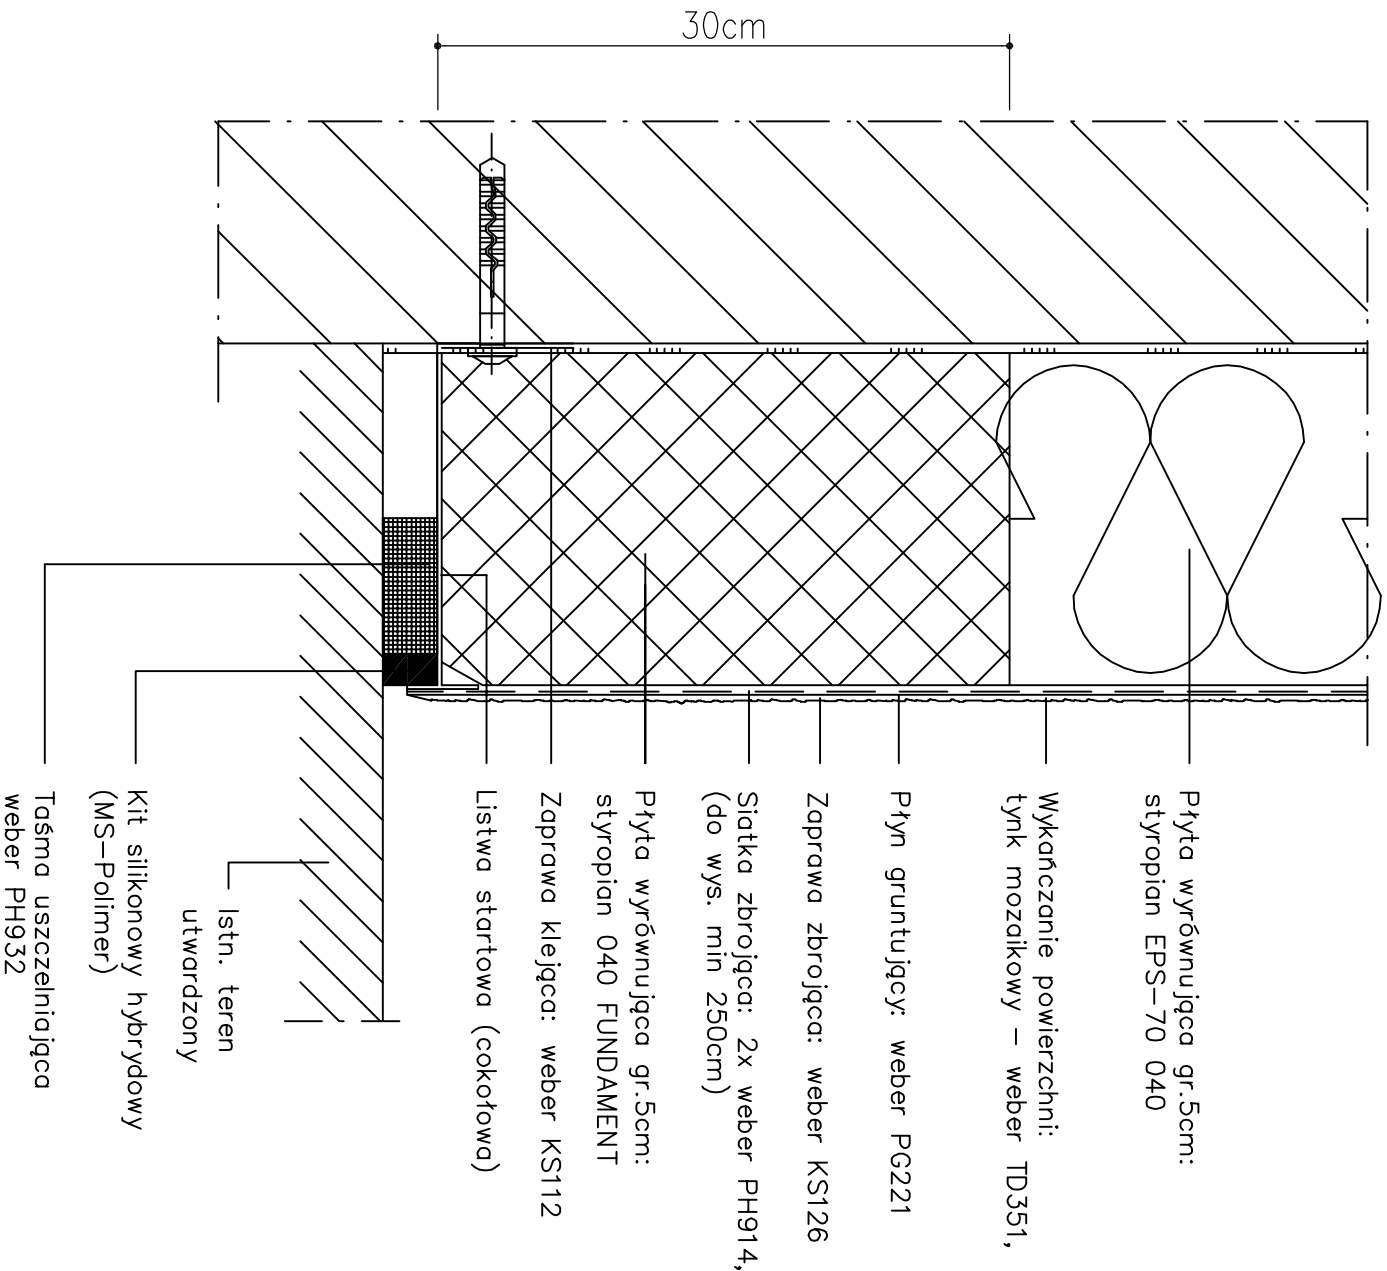 30cm
Płyta wyrównująca gr.5cm:
styropian EPS-70 040
Wykańczanie powierzchni:
tynk mozaikowy - weber TD351,
Płyn gruntujący: weber PG221
Zaprawa zbrojąca: weber KS126
Siatka zbrojąca: 2x weber PH914,
(do wys. min 250cm)
Płyta wyrównująca gr.5cm:
styropian 040 FUNDAMENT
Zaprawa klejąca: weber KS112
Listwa startowa (cokołowa)
Istn. teren
utwardzony
Kit silikonowy hybrydowy
(MS-Polimer)
Taśma uszczelniająca
weber PH932